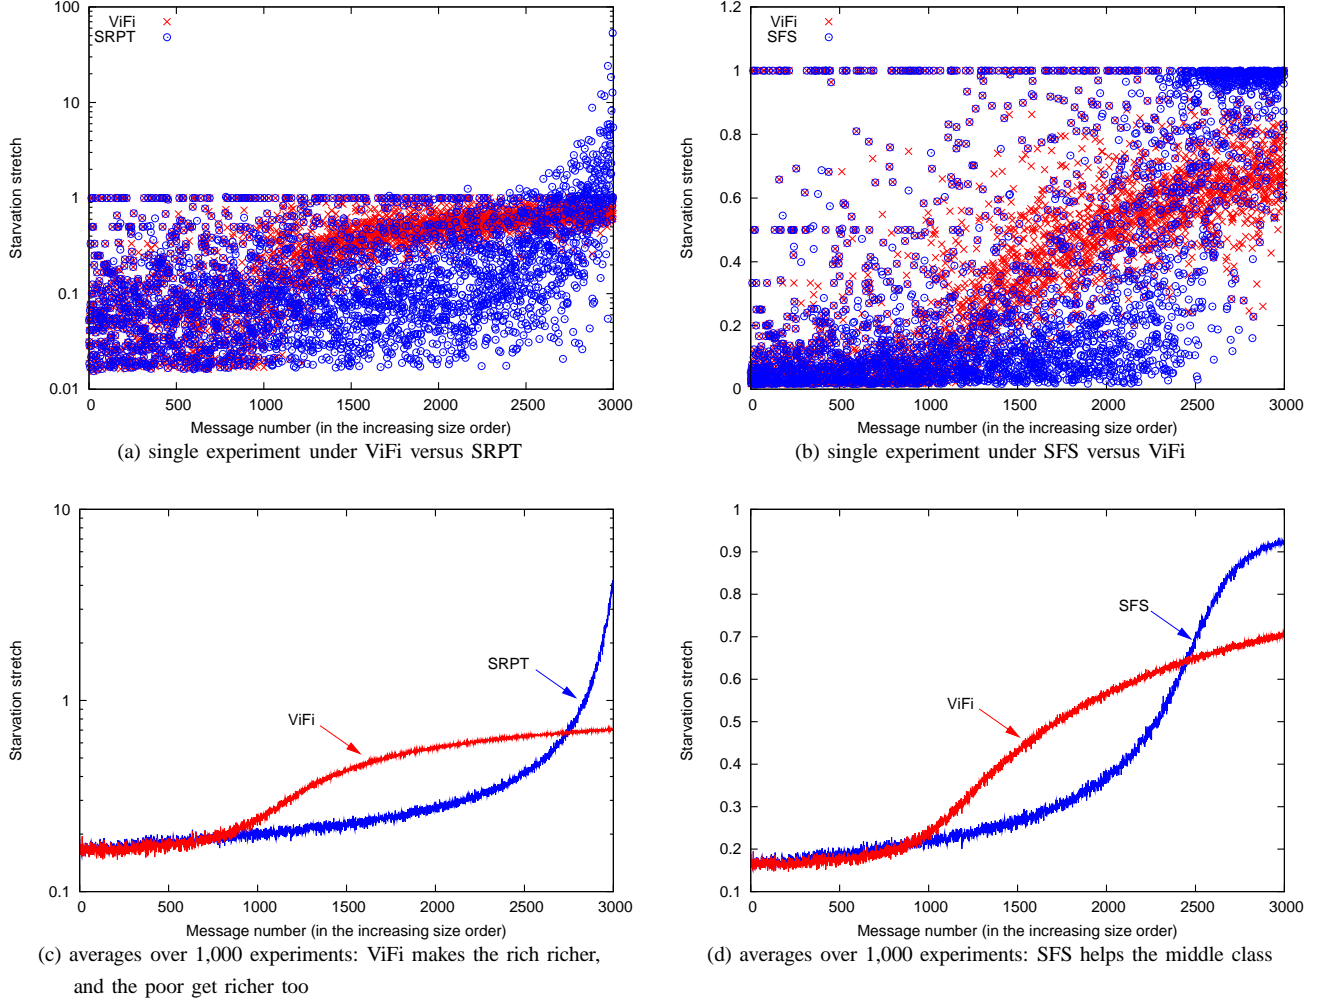 100
10
1
0.1
0.01
ViFi
SRPT
Starvation stretch
0 500 1000 1500 2000 2500 3000
Message number (in the increasing size order)
(a) single experiment under ViFi versus SRPT
1.2
1
0.8
0.6
0.4
0.2
0
ViFi
SFS
Starvation stretch
0 500 1000 1500 2000 2500 3000
Message number (in the increasing size order)
(b) single experiment under SFS versus ViFi
10
1
0.1
SRPT
ViFi
Starvation stretch
0 500 1000 1500 2000 2500 3000
Message number (in the increasing size order)
(c) averages over 1,000 experiments: ViFi makes the rich richer,
and the poor get richer too
1
0.9
0.8
0.7
0.6
0.5
0.4
0.3
0.2
0.1
SFS
ViFi
Starvation stretch
0 500 1000 1500 2000 2500 3000
Message number (in the increasing size order)
(d) averages over 1,000 experiments: SFS helps the middle class